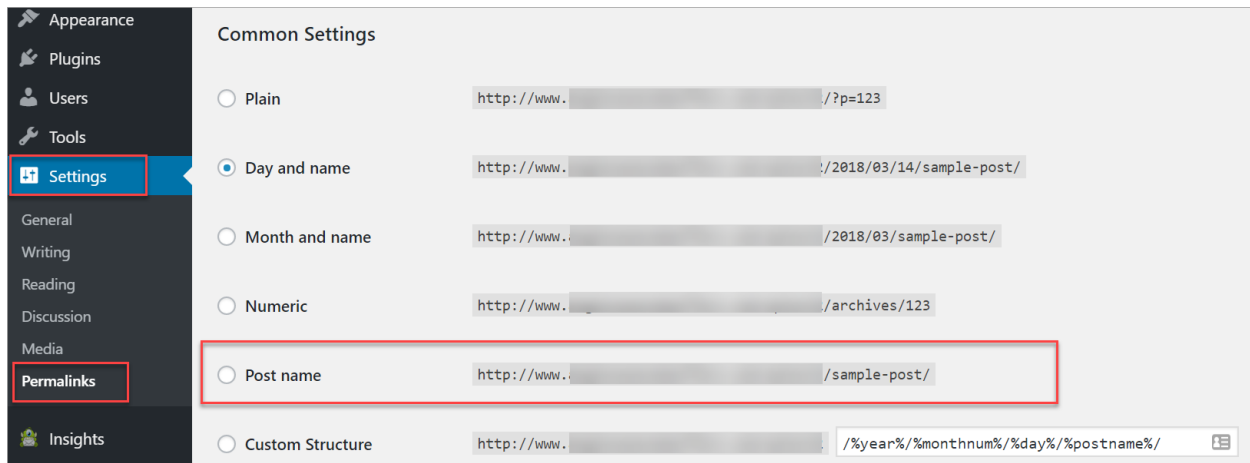 Appearance
Plugins
Users
Tools
Settings
General
Writing
Reading
Discussion
Media
Permalinks
Insights
Common Settings
Plain http://www. /?p=123
Day and name http://www. /2018/03/14/sample-post/
Month and name http://www. /2018/03/sample-post/
Numeric http://www. /archives/123
Post name http://www. /sample-post/
Custom Structure http://www. /%year%/%monthnum%/%day%/%postname%/